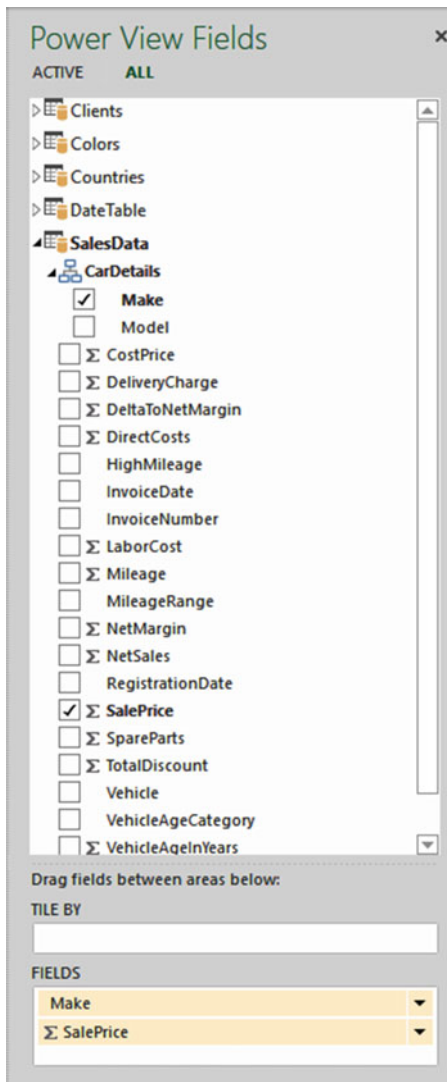 Power View Fields
ACTIVE ALL
Clients
Colors
Countries
DateTable
SalesData
CarDetails
Make
Model
Σ CostPrice
Σ DeliveryCharge
Σ DeltaToNetMargin
Σ DirectCosts
HighMileage
InvoiceDate
InvoiceNumber
Σ LaborCost
Σ Mileage
MileageRange
Σ NetMargin
Σ NetSales
RegistrationDate
Σ SalePrice
Σ SpareParts
Σ TotalDiscount
Vehicle
VehicleAgeCategory
Σ VehicleAgeInYears
Drag fields between areas below:
TILE BY
FIELDS
Make
Σ SalePrice